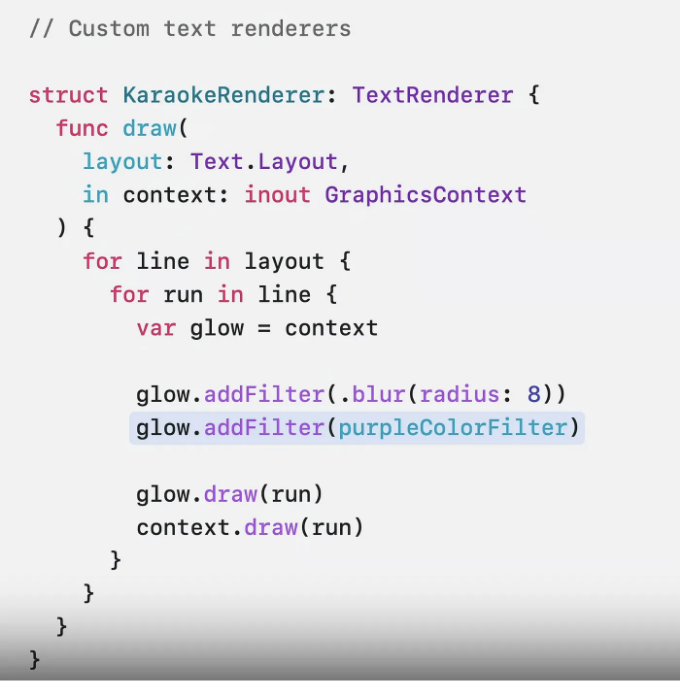 // Custom text renderers
struct KaraokeRenderer: TextRenderer {
func draw(
layout: Text.Layout,
in context: inout GraphicsContext
) {
for line in layout {
for run in line {
var glow = context
glow.addFilter(.blur(radius: 8))
glow.addFilter(purpleColorFilter)
glow.draw(run)
context.draw(run)
}
}
}
}